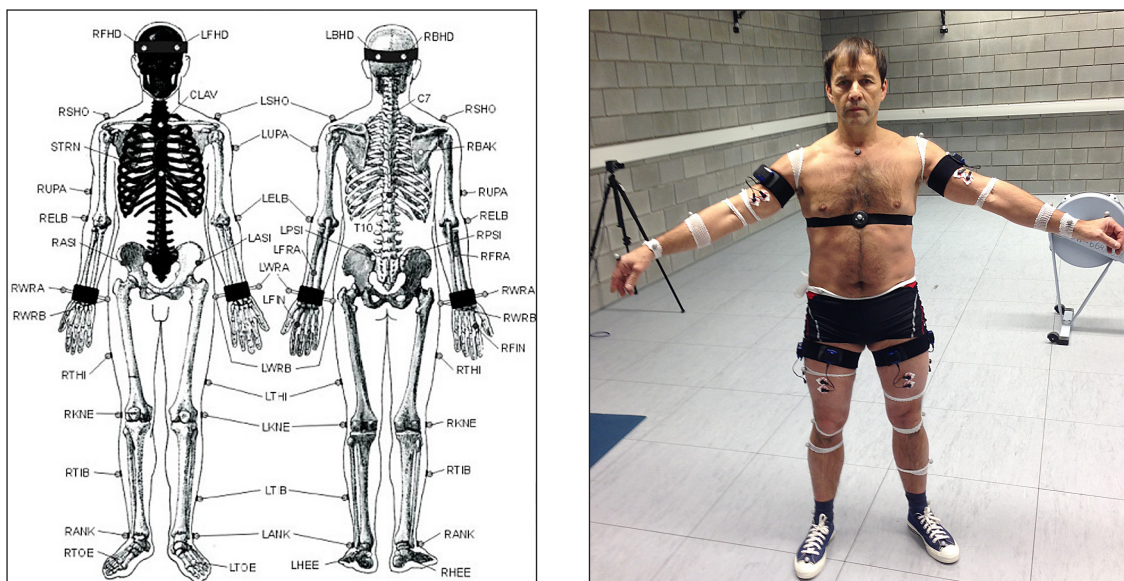 RFHD
LFHD
LBHD
RBHD
CLAV
C7
RSHO
LSHO
RSHO
STRN
LUPA
RBAK
RUPA
RUPA
RELB
LELB
RELB
T10
RASI
LASI
LPSI
RPSI
LFRA
RFRA
LWRA
RWRA
RWRA
LFIN
RWRB
RWRB
RFIN
RTHI
LWRB
RTHI
LTHI
RKNE
LKNE
RKNE
RTIB
RTIB
LTIB
RANK
LANK
RANK
RTOE
LTOE
LHEE
RHEE